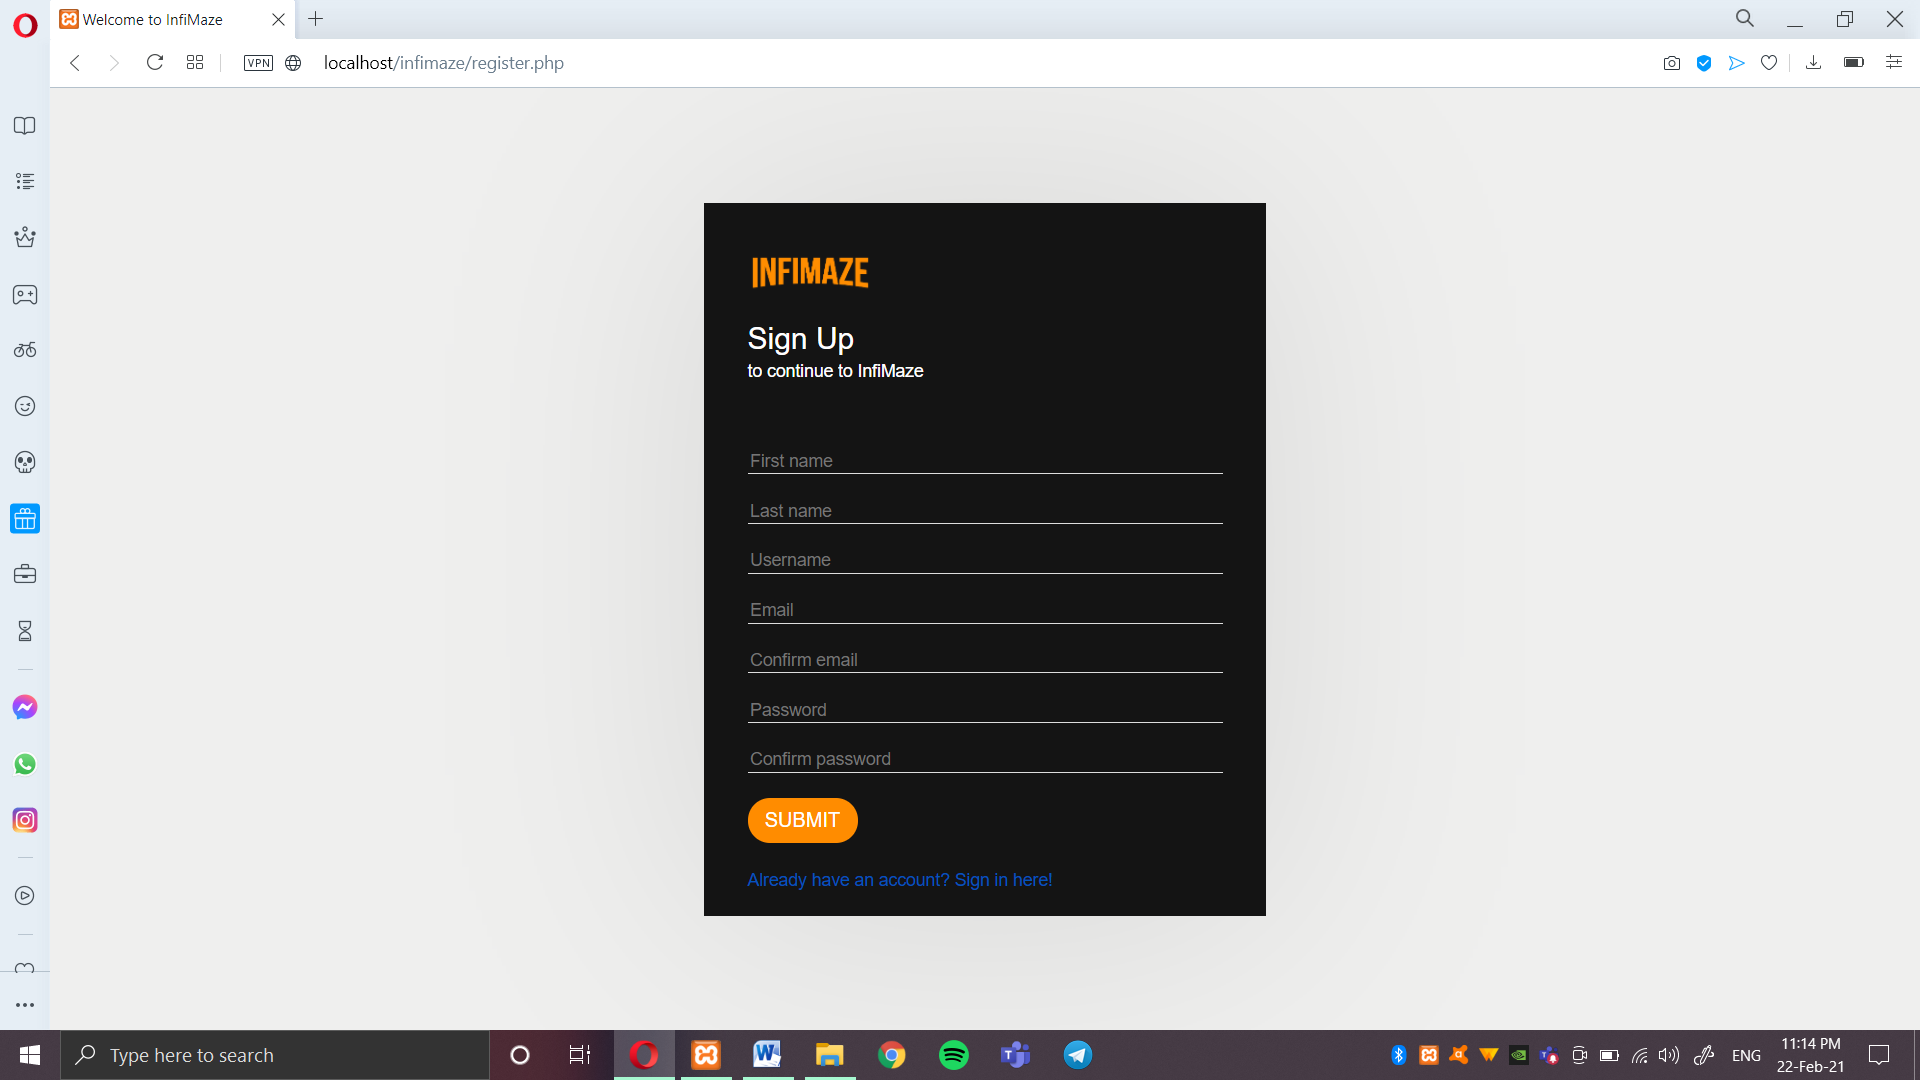 Welcome to InfiMaze
VPN
localhost/infimaze/register.php
INFIMAZE
Sign Up
to continue to InfiMaze
First name
Last name
Username
Email
Confirm email
Password
Confirm password
SUBMIT
Already have an account? Sign in here!
Type here to search
ENG
11:14 PM
22-Feb-21